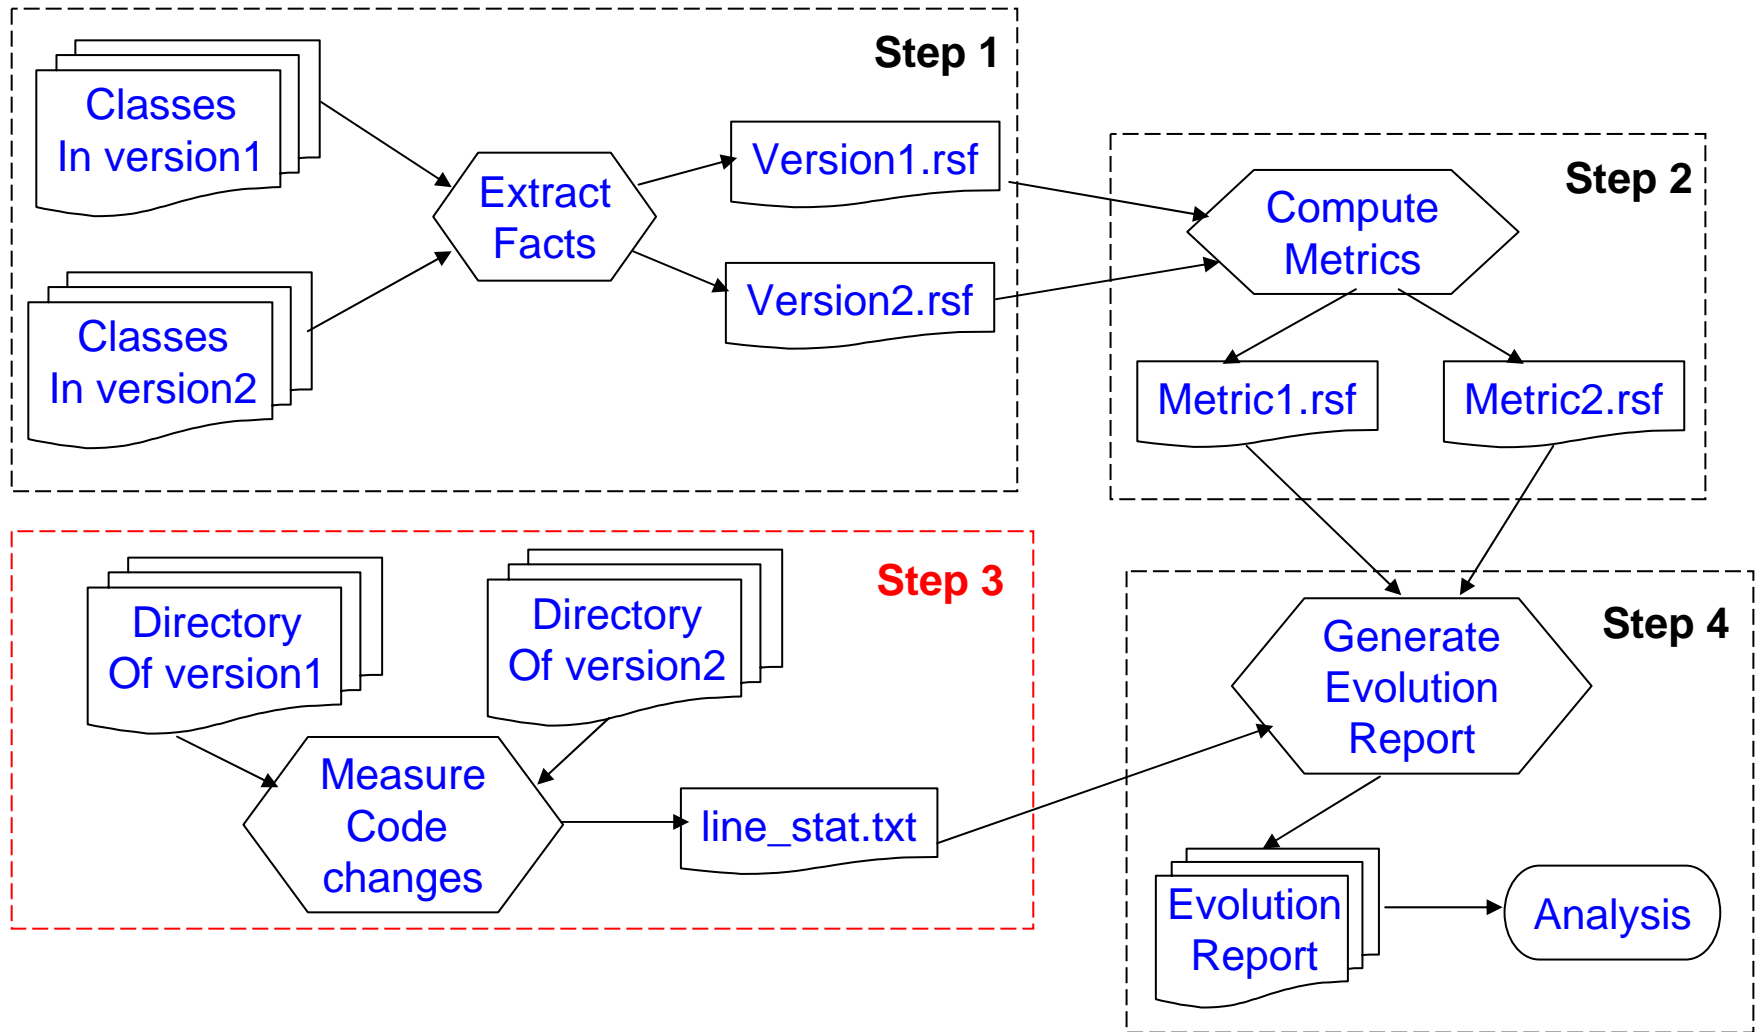 Step 1
Classes
In version1
Extract
Facts
Version1.rsf
Classes
In version2
Version2.rsf
Step 2
Compute
Metrics
Metric1.rsf
Metric2.rsf
Step 3
Directory
Of version1
Directory
Of version2
Measure
Code
changes
line_stat.txt
Step 4
Generate
Evolution
Report
Evolution
Report
Analysis